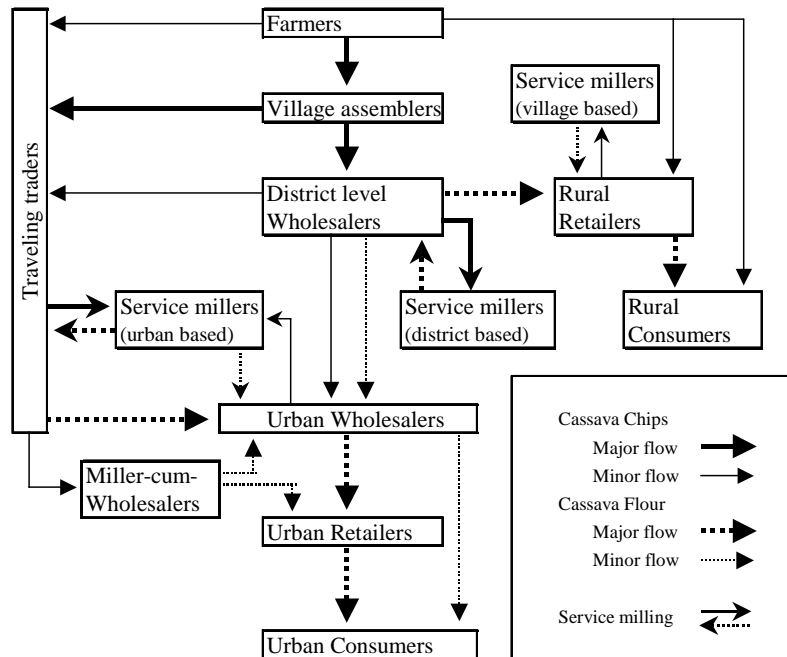 Farmers
Traveling traders
Village assemblers
Service millers
(village based)
District level
Wholesalers
Rural
Retailers
Service millers
(urban based)
Service millers
(district based)
Rural
Consumers
Urban Wholesalers
Miller-cum-
Wholesalers
Urban Retailers
Urban Consumers
Cassava Chips
Major flow
Minor flow
Cassava Flour
Major flow
Minor flow
Service milling